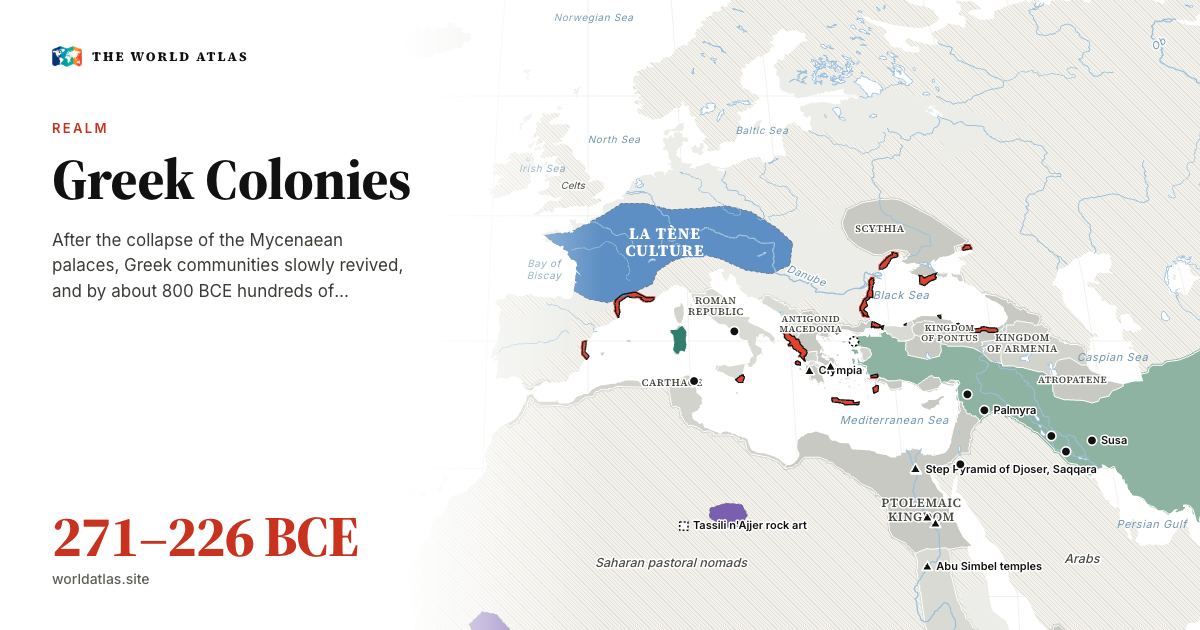 THE WORLD ATLAS
REALM
Greek Colonies
After the collapse of the Mycenaean
palaces, Greek communities slowly revived,
and by about 800 BCE hundreds of...
271–226 BCE
worldatlas.site
Norwegian Sea
Ob
North Sea
Baltic Sea
Irish Sea
Celts
LA TÈNE
CULTURE
SCYTHIA
Bay of
Biscay
Danube
Black Sea
ROMAN
REPUBLIC
ANTIGONID
MACEDONIA
KINGDOM
OF PONTUS
KINGDOM
OF ARMENIA
Caspian Sea
Olympia
CARTHAGE
ATROPATENE
Palmyra
Mediterranean Sea
Susa
Step Pyramid of Djoser, Saqqara
PTOLEMAIC
KINGDOM
Tassili n'Ajjer rock art
Persian Gulf
Saharan pastoral nomads
Abu Simbel temples
Arabs